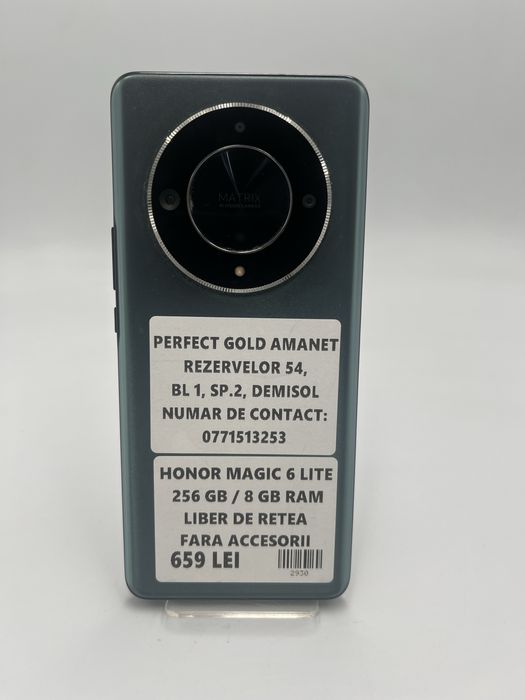 MATRIX
PERFECT GOLD AMANET
REZERVELOR 54,
BL 1, SP.2, DEMISOL
NUMAR DE CONTACT:
0771513253
HONOR MAGIC 6 LITE
256 GB / 8 GB RAM
LIBER DE RETEA
FARA ACCESORII
659 LEI
2930